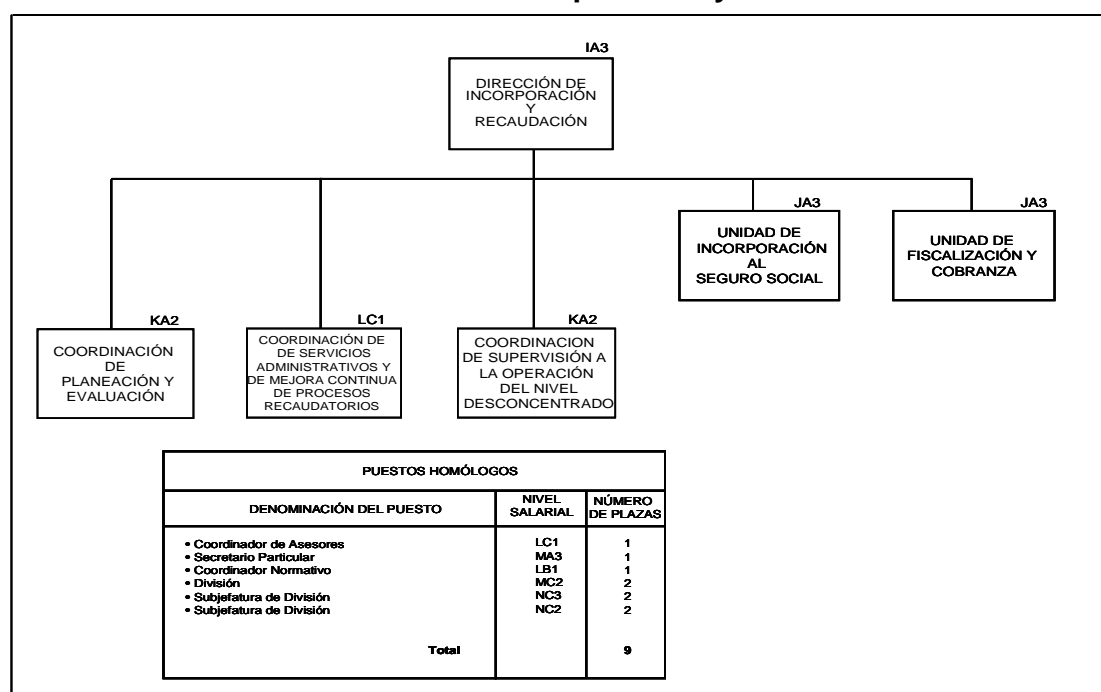 IA3
DIRECCIÓN DE
INCORPORACIÓN
Y
RECAUDACIÓN
JA3
UNIDAD DE
INCORPORACIÓN
AL
SEGURO SOCIAL
JA3
UNIDAD DE
FISCALIZACIÓN Y
COBRANZA
KA2
COORDINACIÓN
DE
PLANEACIÓN Y
EVALUACIÓN
LC1
COORDINACIÓN DE
DE SERVICIOS
ADMINISTRATIVOS Y
DE MEJORA CONTINUA
DE PROCESOS
RECAUDATORIOS
KA2
COORDINACION
DE SUPERVISIÓN A
LA OPERACIÓN
DEL NIVEL
DESCONCENTRADO
PUESTOS HOMÓLOGOS
DENOMINACIÓN DEL PUESTO
NIVEL
SALARIAL
NÚMERO
DE PLAZAS
• Coordinador de Asesores LC1 1
• Secretario Particular MA3 1
• Coordinador Normativo LB1 1
• División MC2 2
• Subjefatura de División NC3 2
• Subjefatura de División NC2 2
Total 9